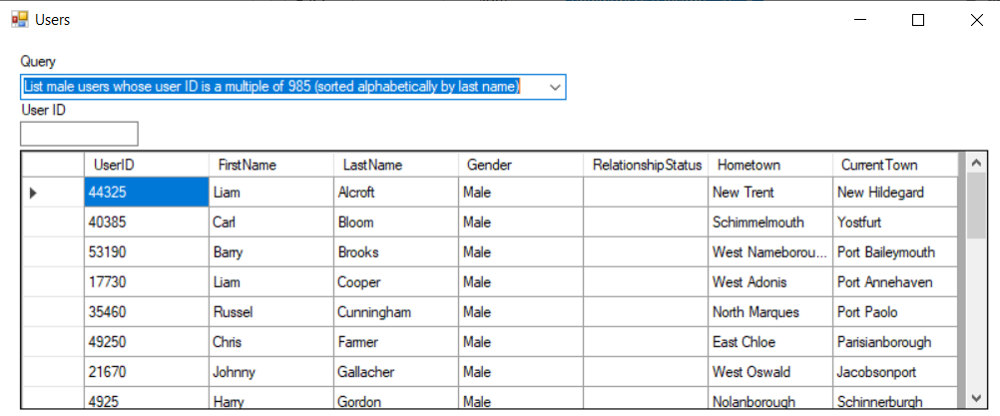 Users
Query
List male users whose user ID is a multiple of 985 (sorted alphabetically by last name)
User ID
UserID FirstName LastName Gender RelationshipStatus Hometown CurrentTown
44325 Liam Alcroft Male New Trent New Hildegard
40385 Carl Bloom Male Schimmelmouth Yostfurt
53190 Barry Brooks Male West Nameborou... Port Baileymouth
17730 Liam Cooper Male West Adonis Port Annehaven
35460 Russel Cunningham Male North Marques Port Paolo
49250 Chris Farmer Male East Chloe Parisianborough
21670 Johnny Gallacher Male West Oswald Jacobsonport
4925 Harry Gordon Male Nolanborough Schinnerburgh